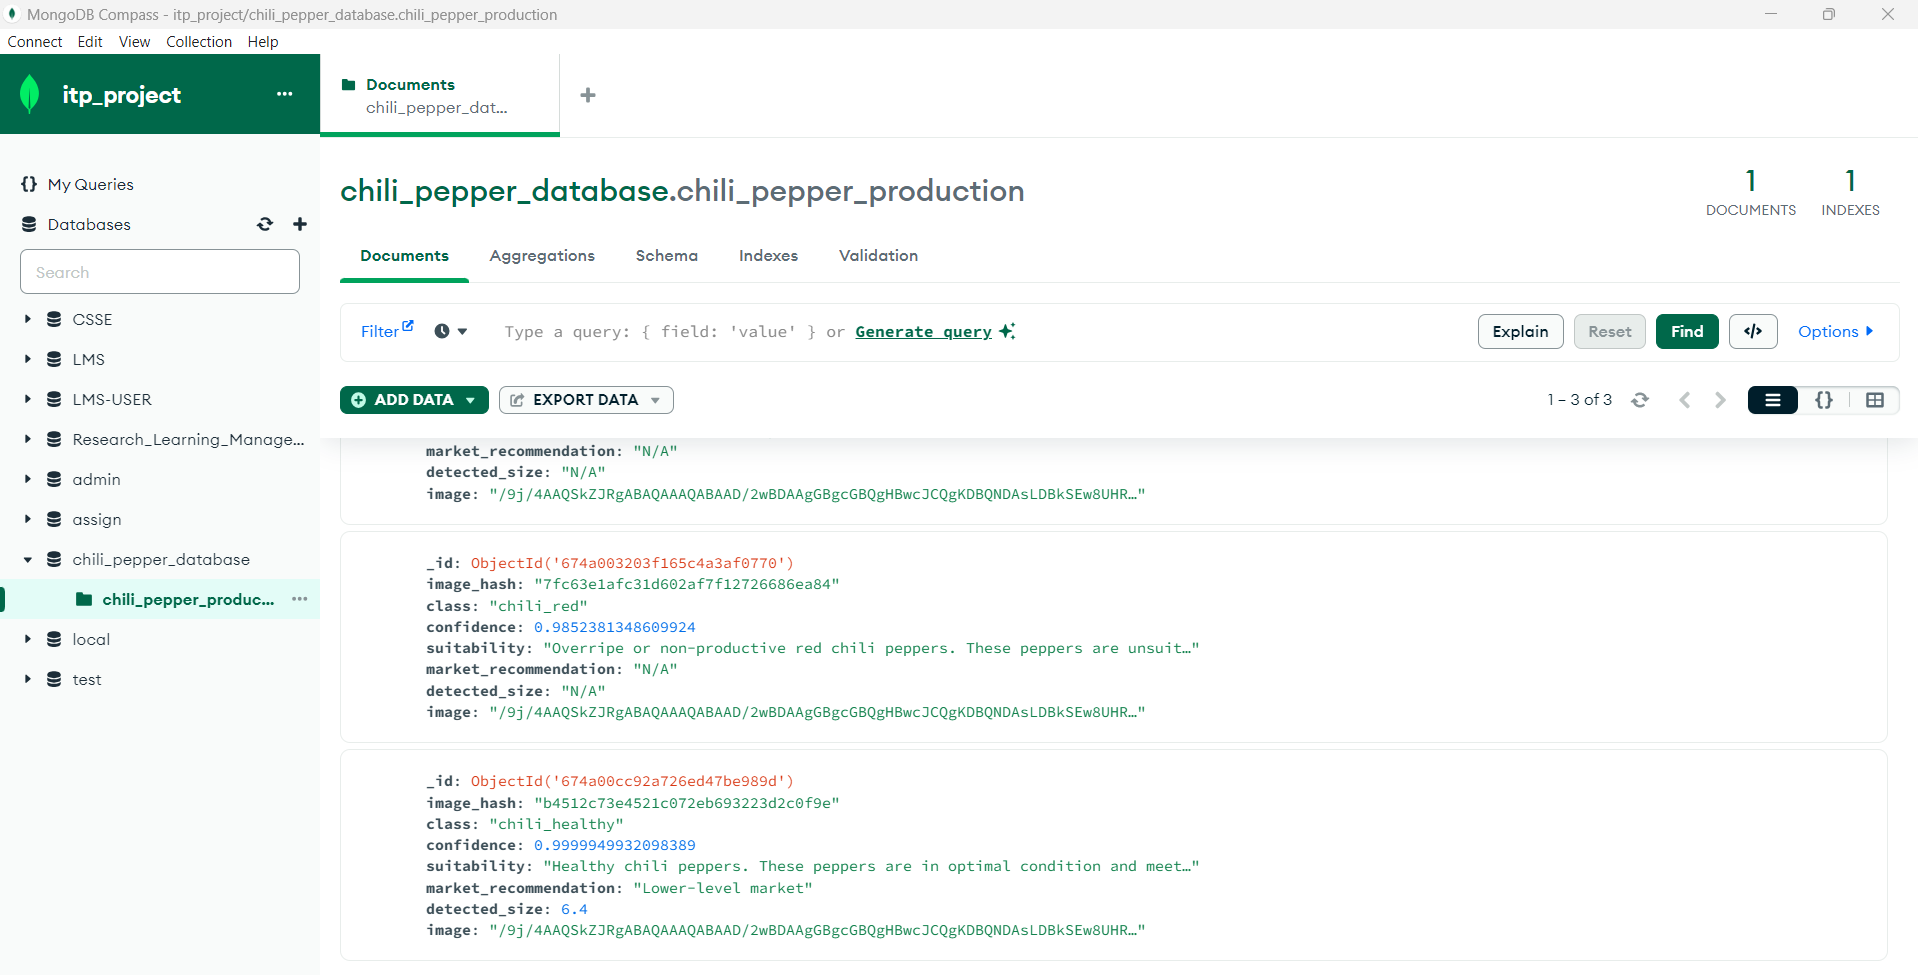 MongoDB Compass - itp_project/chili_pepper_database.chili_pepper_production
Connect Edit View Collection Help
itp_project ...
Documents
chili_pepper_dat...
+
{} My Queries
Databases
Search
CSSE
LMS
LMS-USER
Research_Learning_Manage...
admin
assign
chili_pepper_database
chili_pepper_produc... ...
local
test
chili_pepper_database.chili_pepper_production
1 DOCUMENTS
1 INDEXES
Documents Aggregations Schema Indexes Validation
Filter Type a query: { field: 'value' } or Generate query Explain Reset Find </> Options
ADD DATA EXPORT DATA 1 – 3 of 3 {}
market_recommendation: "N/A"
detected_size: "N/A"
image: "/9j/4AAQSkZJRgABAQAAAQABAAD/2wBDAAgGBgcGBQgHBwcJCQgKDBQNDAsLDBkSEw8UHR…"
_id: ObjectId('674a003203f165c4a3af0770')
image_hash: "7fc63e1afc31d602af7f12726686ea84"
class: "chili_red"
confidence: 0.9852381348609924
suitability: "Overripe or non-productive red chili peppers. These peppers are unsuit…"
market_recommendation: "N/A"
detected_size: "N/A"
image: "/9j/4AAQSkZJRgABAQAAAQABAAD/2wBDAAgGBgcGBQgHBwcJCQgKDBQNDAsLDBkSEw8UHR…"
_id: ObjectId('674a00cc92a726ed47be989d')
image_hash: "b4512c73e4521c072eb693223d2c0f9e"
class: "chili_healthy"
confidence: 0.9999949932098389
suitability: "Healthy chili peppers. These peppers are in optimal condition and meet…"
market_recommendation: "Lower-level market"
detected_size: 6.4
image: "/9j/4AAQSkZJRgABAQAAAQABAAD/2wBDAAgGBgcGBQgHBwcJCQgKDBQNDAsLDBkSEw8UHR…"